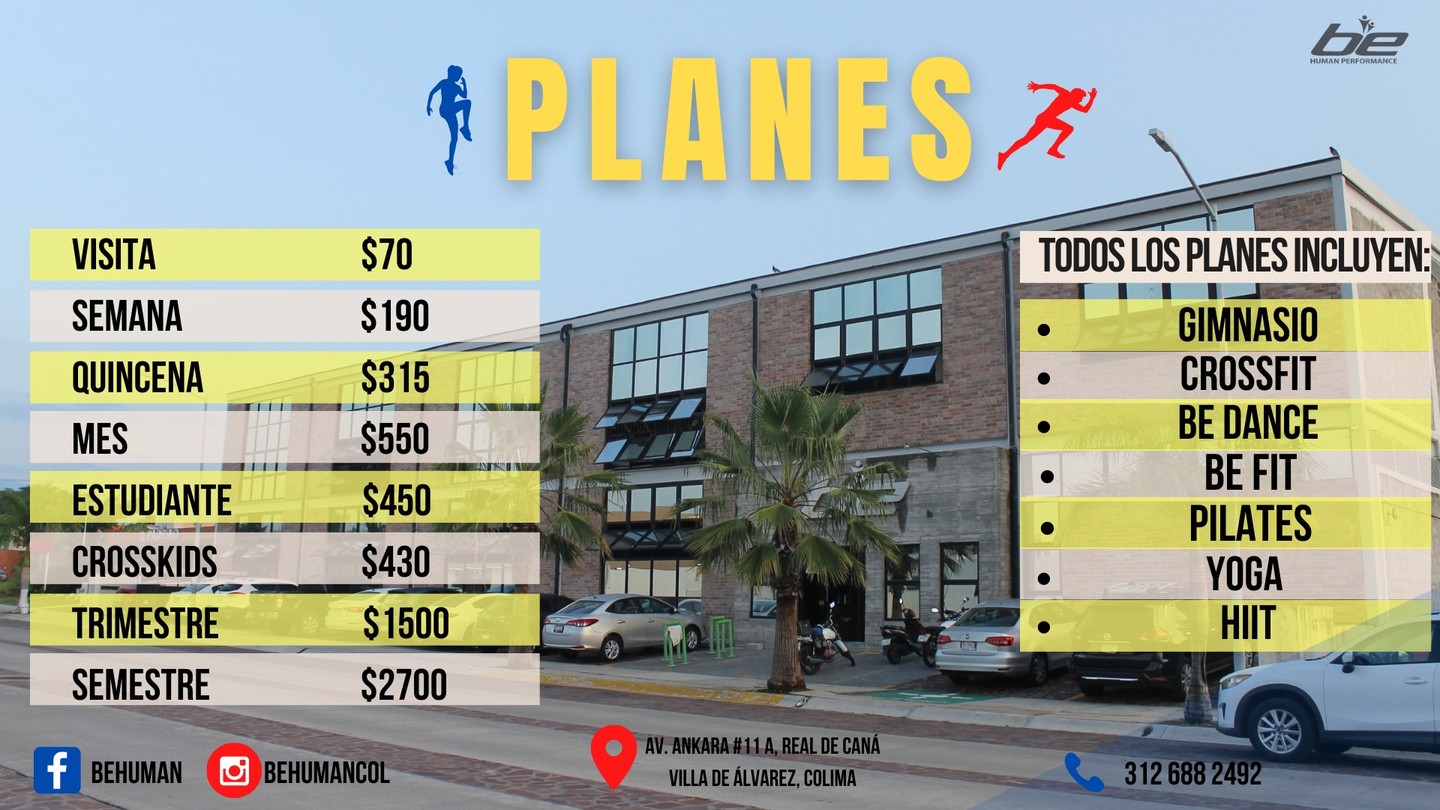 be
HUMAN PERFORMANCE
PLANES
VISITA $70
SEMANA $190
QUINCENA $315
MES $550
ESTUDIANTE $450
CROSSKIDS $430
TRIMESTRE $1500
SEMESTRE $2700
TODOS LOS PLANES INCLUYEN:
• GIMNASIO
• CROSSFIT
• BE DANCE
• BE FIT
• PILATES
• YOGA
• HIIT
BEHUMAN
BEHUMANCOL
AV. ANKARA #11 A, REAL DE CANÁ
VILLA DE ÁLVAREZ, COLIMA
312 688 2492